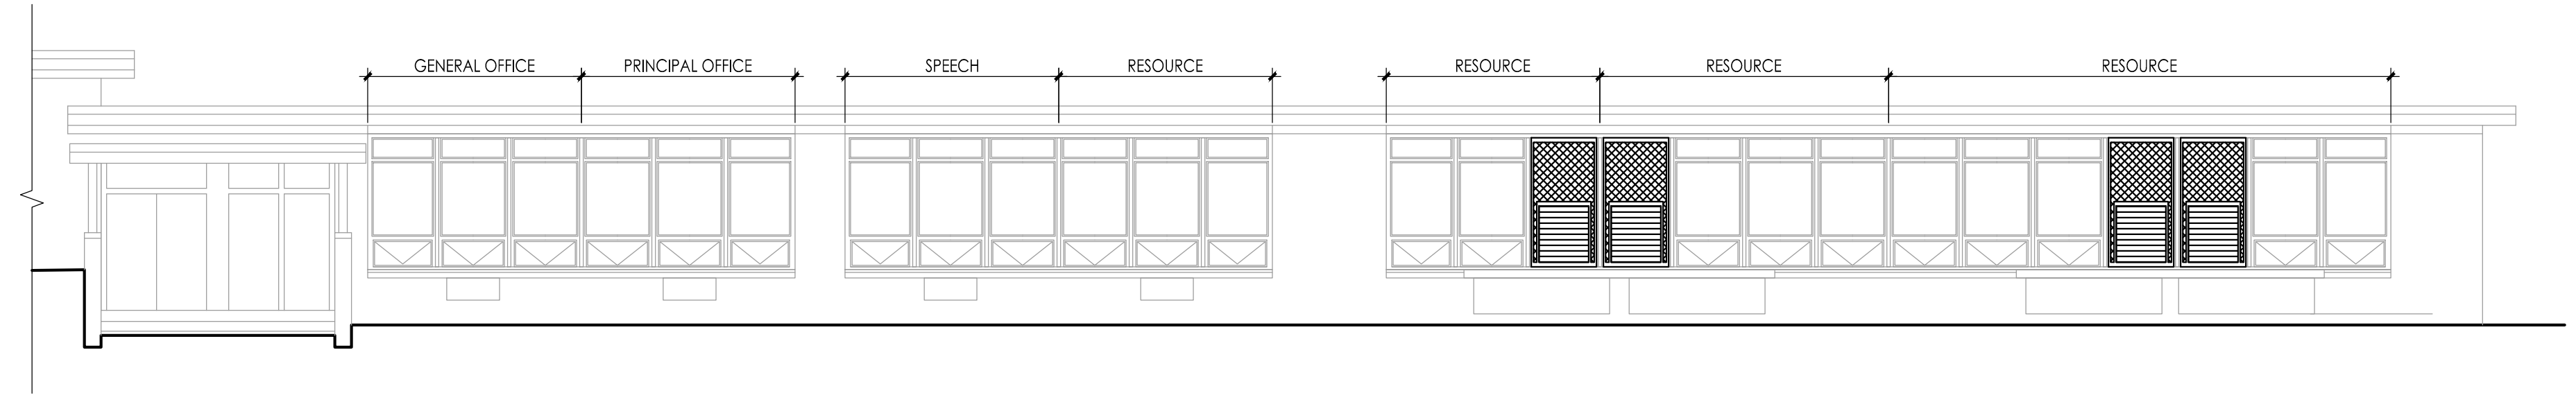 GENERAL OFFICE
PRINCIPAL OFFICE
SPEECH
RESOURCE
RESOURCE
RESOURCE
RESOURCE